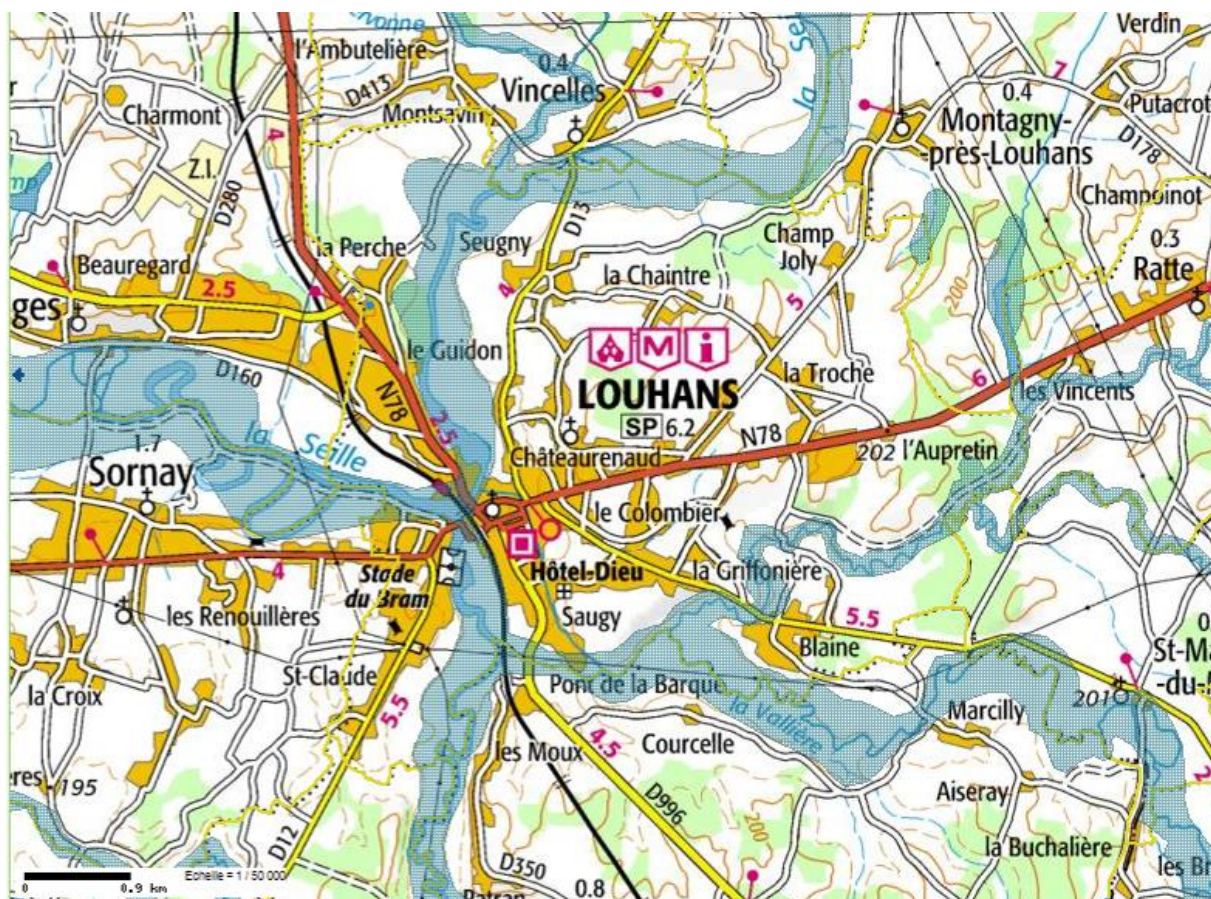 l'Ambutelière
Verdin
0.4
7
Vincelles
0.4
D413
Charmont
Montsaviny
Putacrot
Montagny-
-près-Louhans
4
Z.I.
D178
D280
D13
Champoinot
la Perche
Seugny
Champ
Joly
0.3
Beauregard
la Chaintre
Ratte
2.5
4
5
200
ges
le Guidon
M i
la Troche
6
D160
LOUHANS
les Vincents
N78
SP 6.2
N78
2.5
1.7
la Seille
Châteaurenaud
202 l'Aupretin
Sornay
le Colombier
4
Stade
du Bram
Hôtel-Dieu
la Griffonière
les Renouillères
Saugy
5.5
Blaine
St-Claude
Pont de la Barque
201
la Croix
la Vallière
Marcilly
5.5
les Moux
4.5
Courcelle
195
D996
Aiseray
D12
200
la Buchalière
D350
Echelle = 1 / 50 000
0 0.9 km
0.8